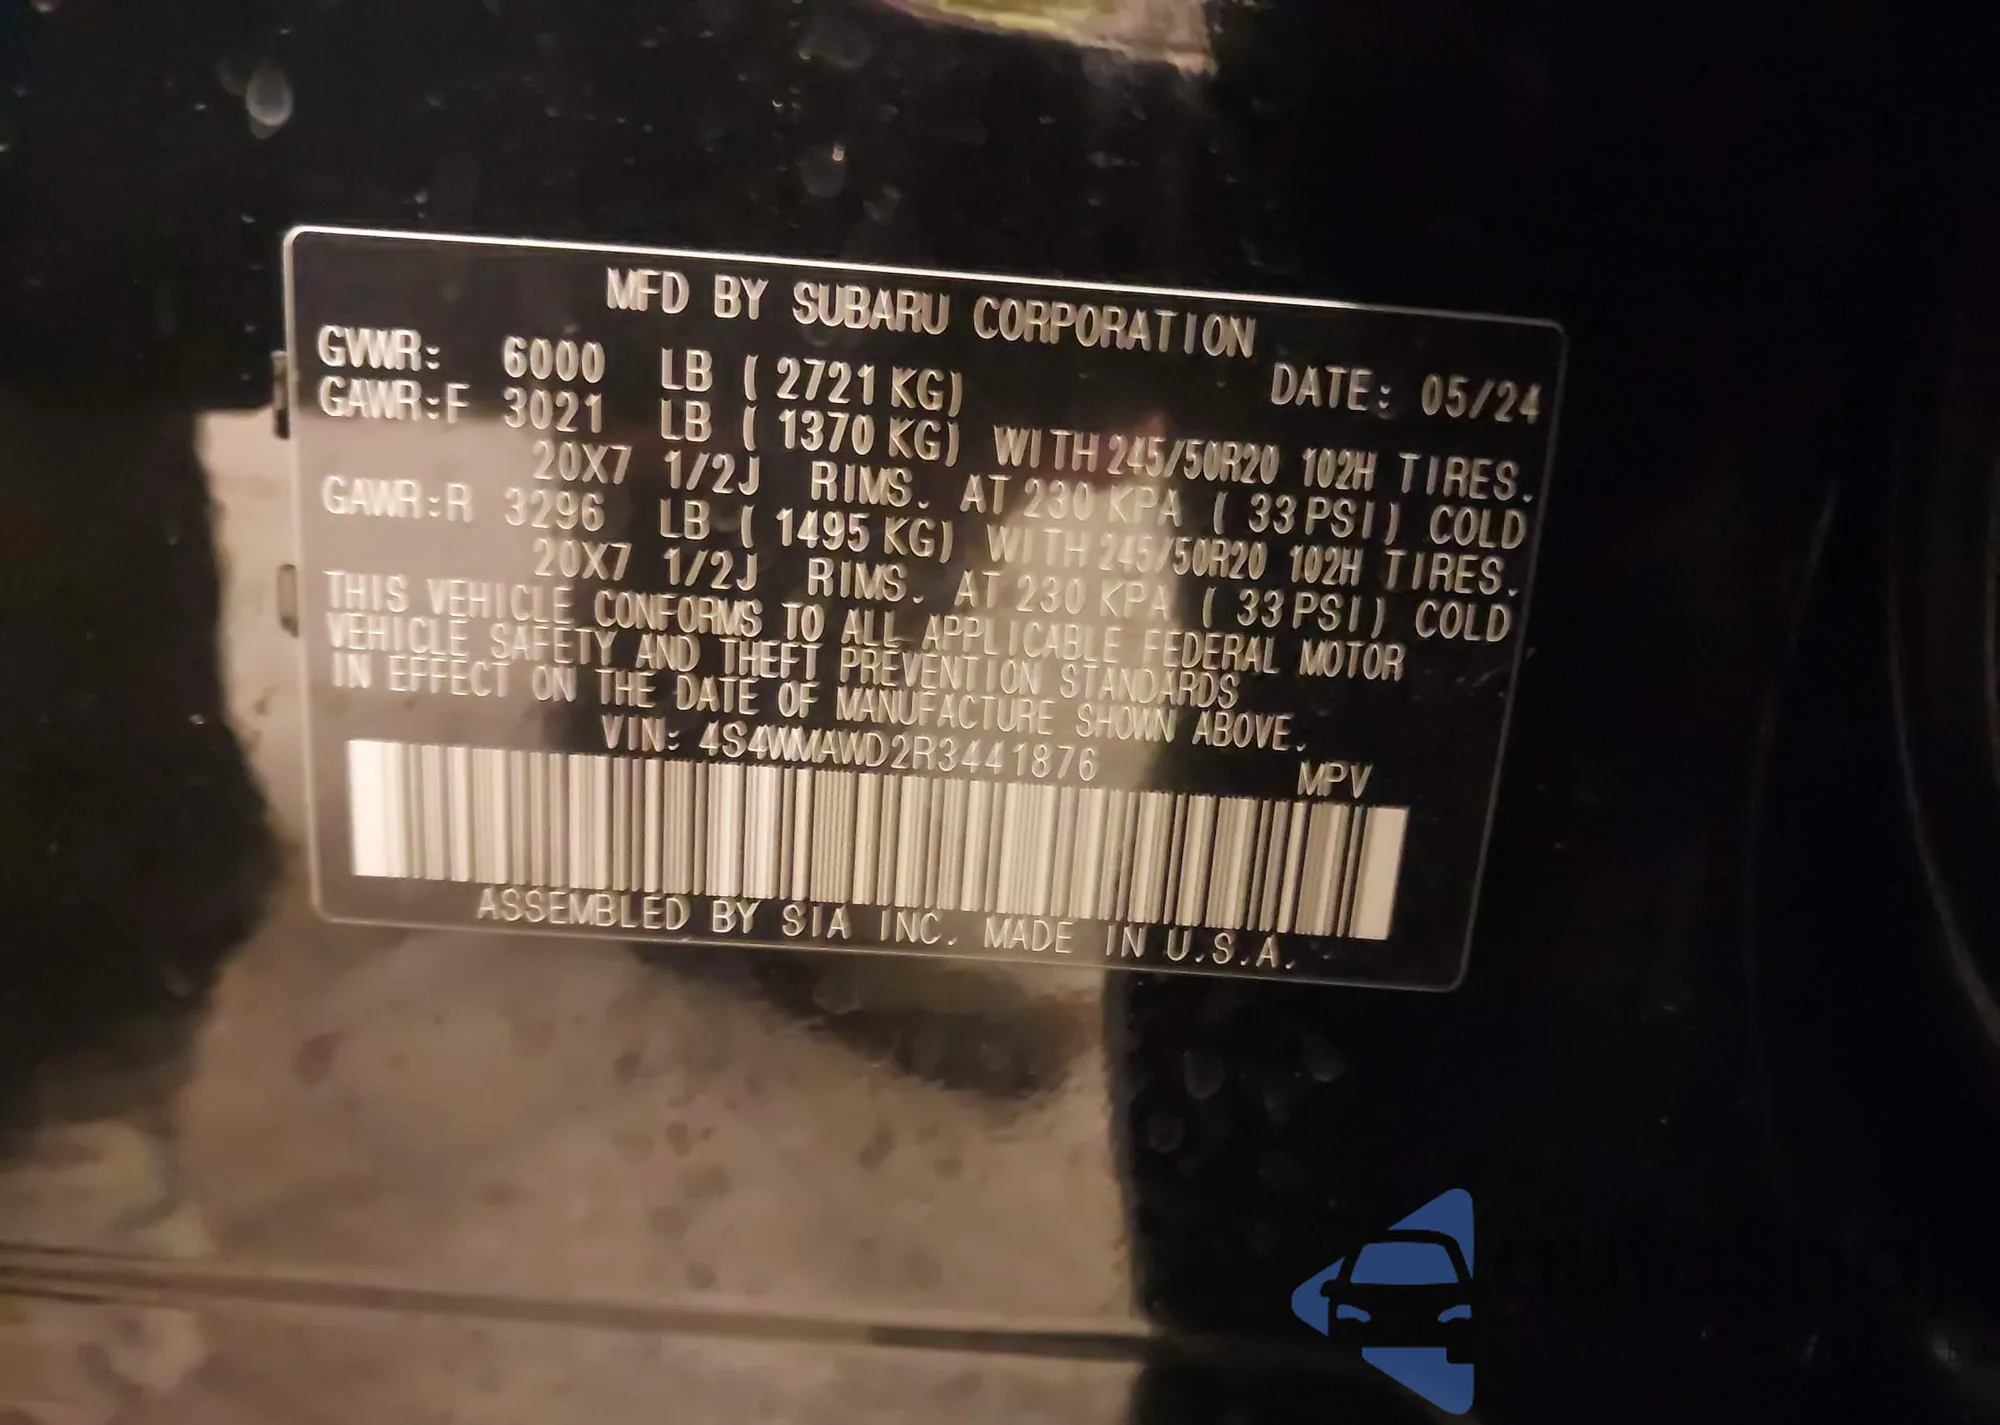 MFD BY SUBARU CORPORATION
GVWR: 6000 LB ( 2721 KG) DATE: 05/24
GAWR:F 3021 LB ( 1370 KG) WITH 245/50R20 102H TIRES.
20X7 1/2J RIMS. AT 230 KPA ( 33 PSI) COLD
GAWR:R 3296 LB ( 1495 KG) WITH 245/50R20 102H TIRES.
20X7 1/2J RIMS. AT 230 KPA ( 33 PSI) COLD
THIS VEHICLE CONFORMS TO ALL APPLICABLE FEDERAL MOTOR
VEHICLE SAFETY AND THEFT PREVENTION STANDARDS
IN EFFECT ON THE DATE OF MANUFACTURE SHOWN ABOVE.
VIN: 4S4WMAWD2R3441876 MPV
ASSEMBLED BY SIA INC. MADE IN U.S.A.